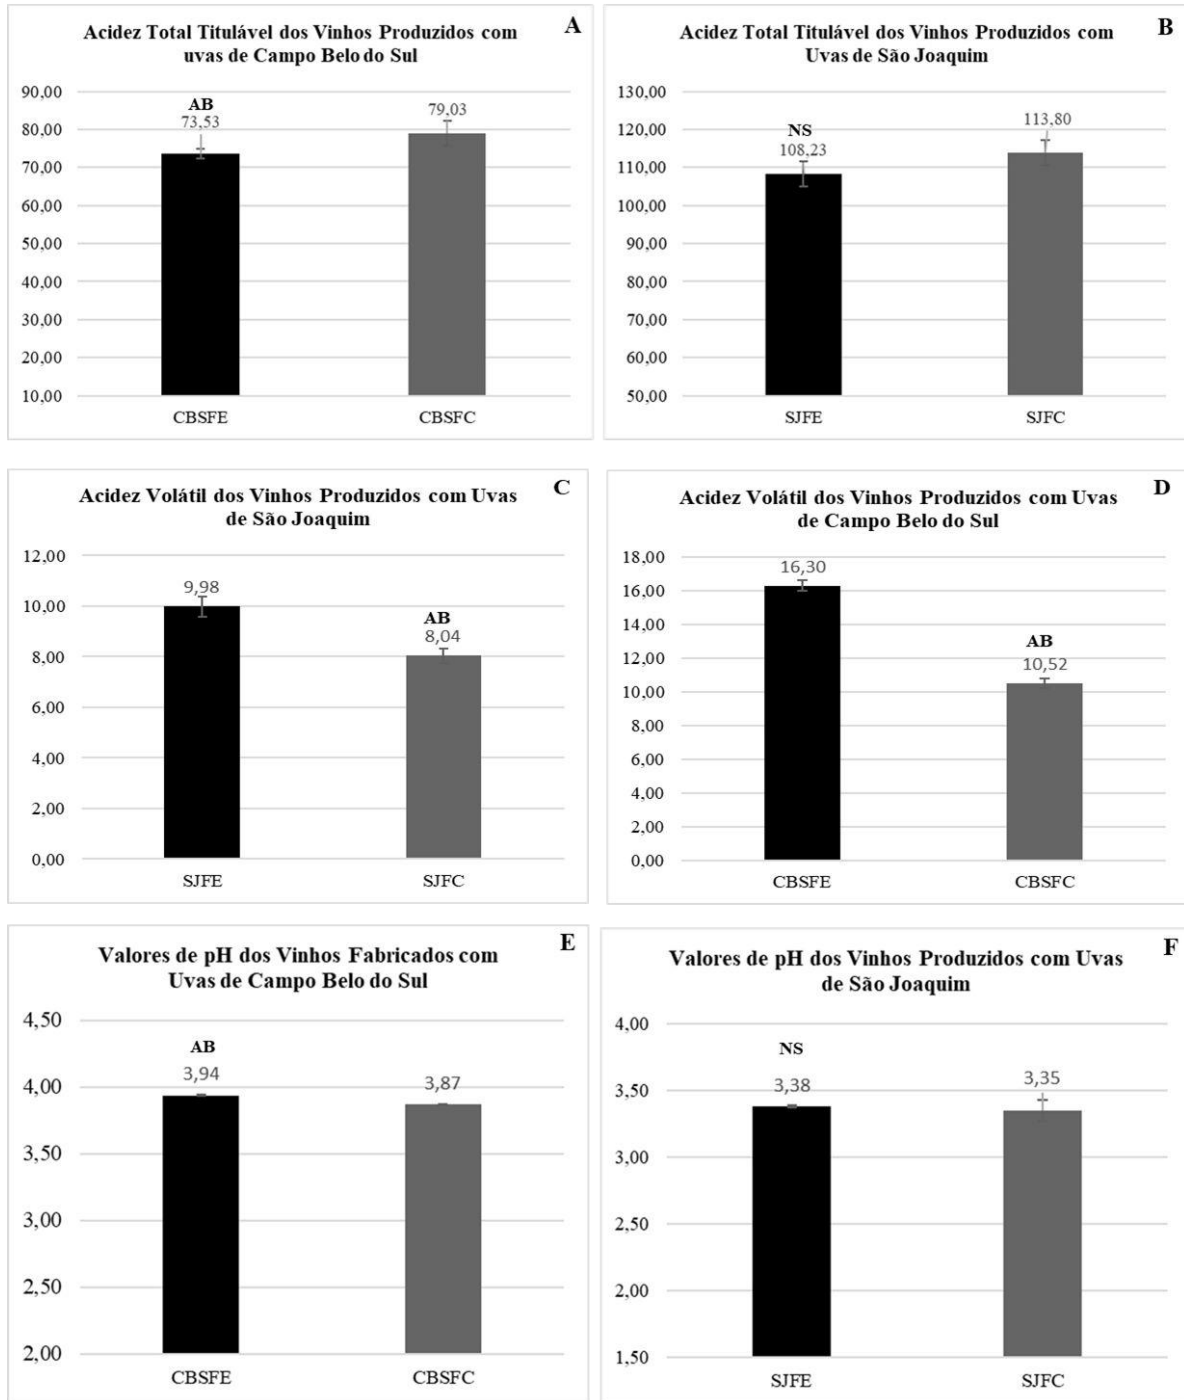 Acidez Total Titulável dos Vinhos Produzidos com
uvas de Campo Belo do Sul
A
90,00
80,00
70,00
60,00
50,00
40,00
30,00
20,00
10,00
AB
73,53
79,03
CBSFE
CBSFC
Acidez Total Titulável dos Vinhos Produzidos com
Uvas de São Joaquim
B
130,00
120,00
110,00
100,00
90,00
80,00
70,00
60,00
50,00
NS
108,23
113,80
SJFE
SJFC
Acidez Volátil dos Vinhos Produzidos com Uvas
de São Joaquim
C
12,00
10,00
8,00
6,00
4,00
2,00
0,00
9,98
AB
8,04
SJFE
SJFC
Acidez Volátil dos Vinhos Produzidos com Uvas
de Campo Belo do Sul
D
18,00
16,00
14,00
12,00
10,00
8,00
6,00
4,00
2,00
0,00
16,30
AB
10,52
CBSFE
CBSFC
Valores de pH dos Vinhos Fabricados com
Uvas de Campo Belo do Sul
E
4,50
4,00
3,50
3,00
2,50
2,00
AB
3,94
3,87
CBSFE
CBSFC
Valores de pH dos Vinhos Produzidos com Uvas
de São Joaquim
F
4,00
3,50
3,00
2,50
2,00
1,50
NS
3,38
3,35
SJFE
SJFC